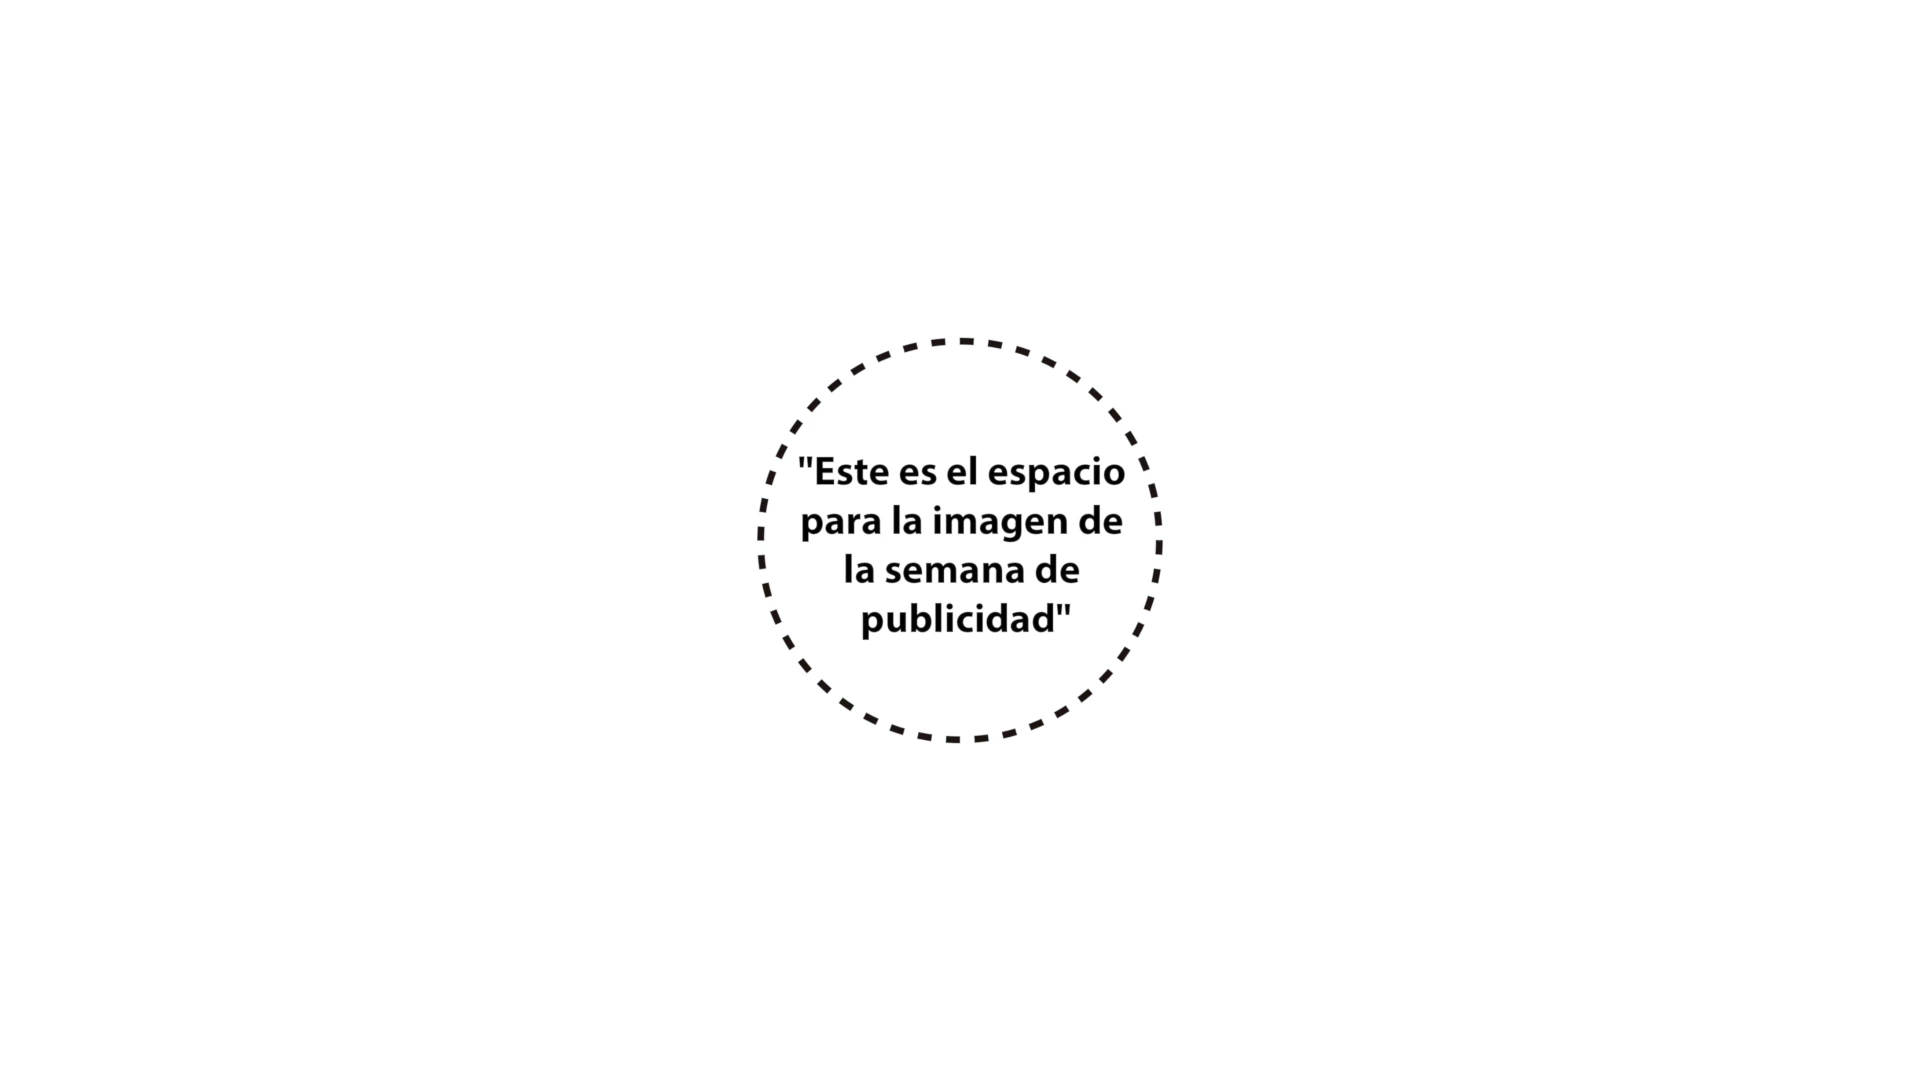 "Este es el espacio
para la imagen de
la semana de
publicidad"